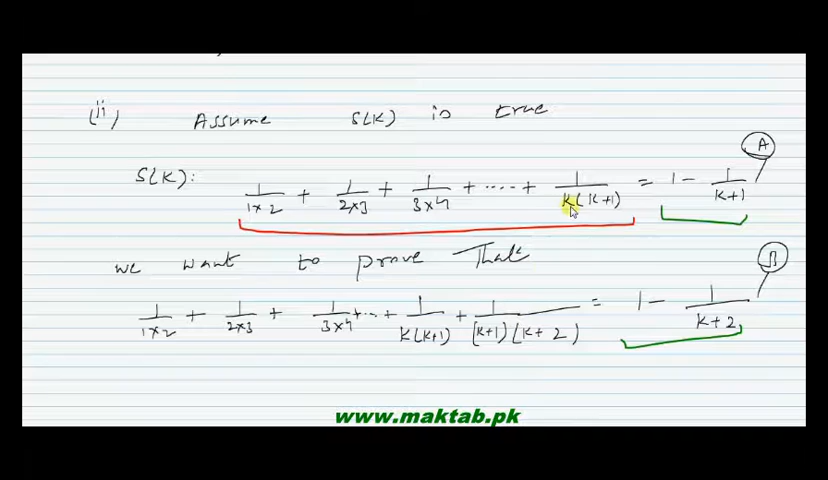 (ii) Assume S(K) is true
A
S(K): 1/1×2 + 1/2×3 + 1/3×4 + ···· + 1/K(K+1) = 1 - 1/K+1
we want to prove That
B
1/1×2 + 1/2×3 + 1/3×4 + ··· + 1/K(K+1) + 1/(K+1)(K+2) = 1 - 1/K+2
www.maktab.pk